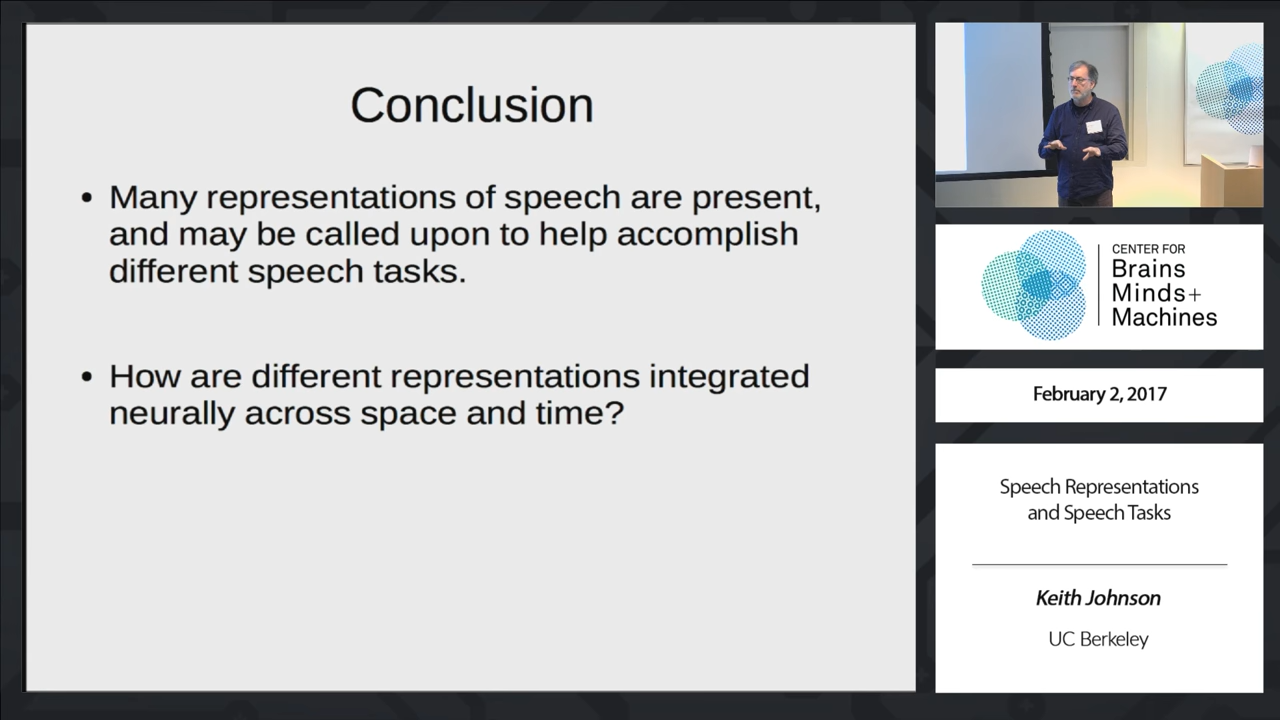 Conclusion
• Many representations of speech are present,
and may be called upon to help accomplish
different speech tasks.
• How are different representations integrated
neurally across space and time?
CENTER FOR
Brains
Minds+
Machines
February 2, 2017
Speech Representations
and Speech Tasks
Keith Johnson
UC Berkeley